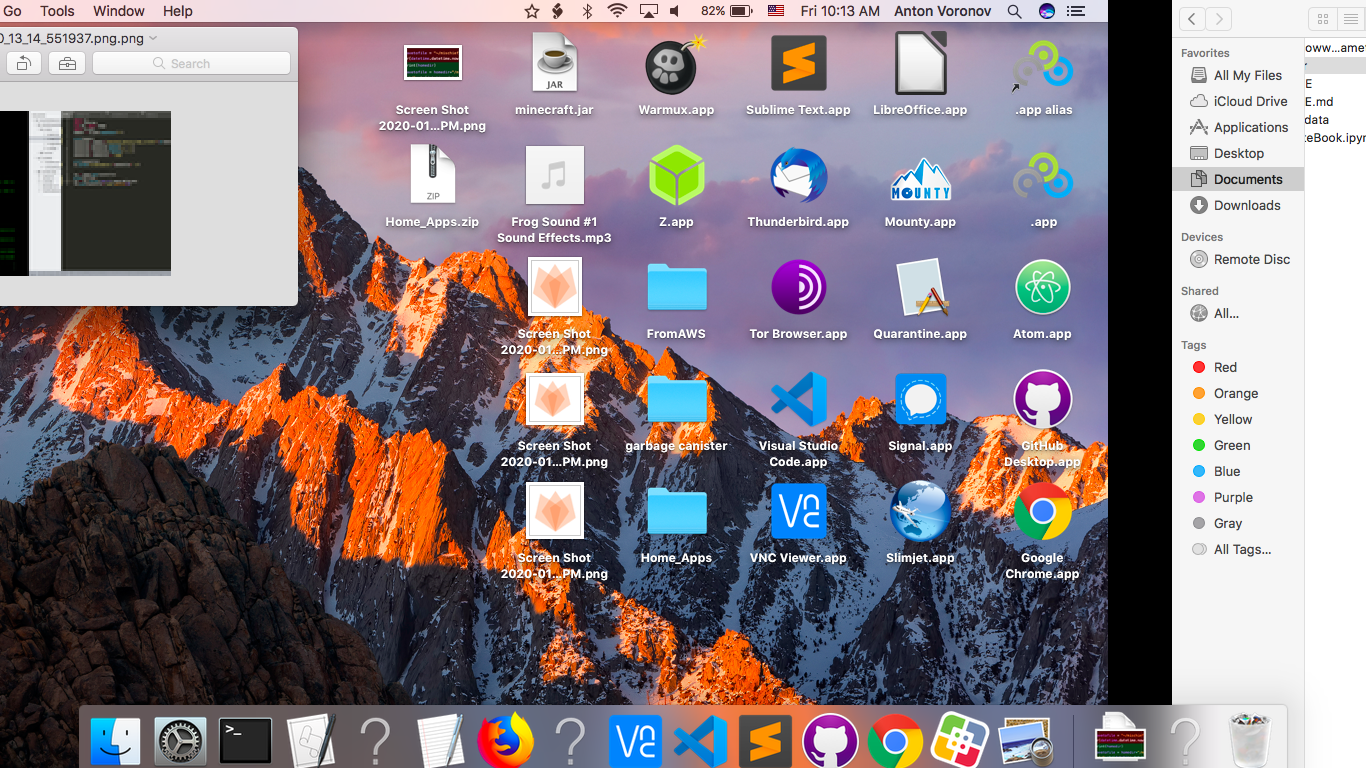 Go Tools Window Help 82% Fri 10:13 AM Anton Voronov
0_13_14_551937.png.png
Search
JAR
Screen Shot
2020-01...PM.png
minecraft.jar
Warmux.app
Sublime Text.app
LibreOffice.app
.app alias
ZIP
MOUNTY
Home_Apps.zip
Frog Sound #1
Sound Effects.mp3
Z.app
Thunderbird.app
Mounty.app
.app
Screen Shot
2020-01...PM.png
FromAWS
Tor Browser.app
Quarantine.app
Atom.app
Screen Shot
2020-01...PM.png
garbage canister
Visual Studio
Code.app
Signal.app
GitHub
Desktop.app
Screen Shot
2020-01...PM.png
Home_Apps
VNC Viewer.app
Slimjet.app
Google
Chrome.app
Favorites
All My Files
iCloud Drive
Applications
Desktop
Documents
Downloads
Devices
Remote Disc
Shared
All...
Tags
Red
Orange
Yellow
Green
Blue
Purple
Gray
All Tags...
oww...amet
E
E.md
data
teBook.ipyn